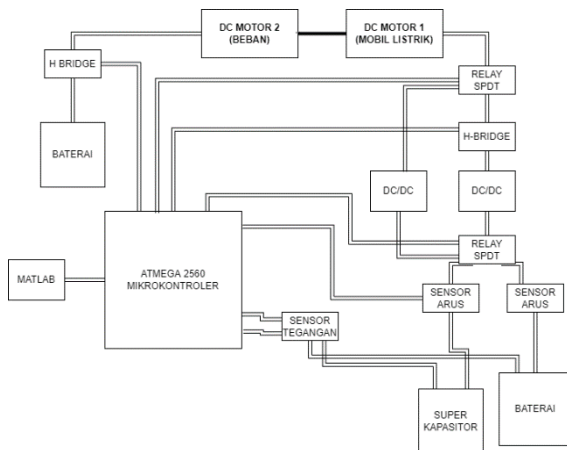 DC MOTOR 2
(BEBAN)
DC MOTOR 1
(MOBIL LISTRIK)
H BRIDGE
RELAY
SPDT
BATERAI
H-BRIDGE
DC/DC
DC/DC
ATMEGA 2560
MIKROKONTROLER
RELAY
SPDT
MATLAB
SENSOR
ARUS
SENSOR
ARUS
SENSOR
TEGANGAN
SUPER
KAPASITOR
BATERAI